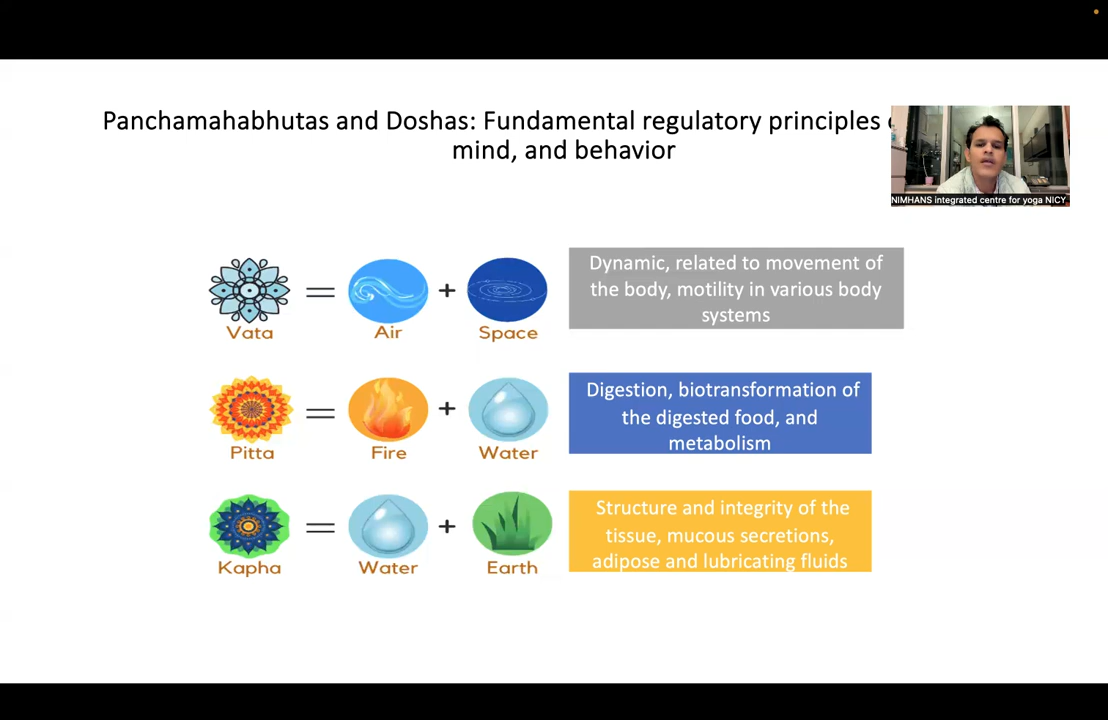 Panchamahabhutas and Doshas: Fundamental regulatory principles
mind, and behavior
NIMHANS integrated centre for yoga NICY
Vata
Air
Space
Dynamic, related to movement of
the body, motility in various body
systems
Pitta
Fire
Water
Digestion, biotransformation of
the digested food, and
metabolism
Kapha
Water
Earth
Structure and integrity of the
tissue, mucous secretions,
adipose and lubricating fluids